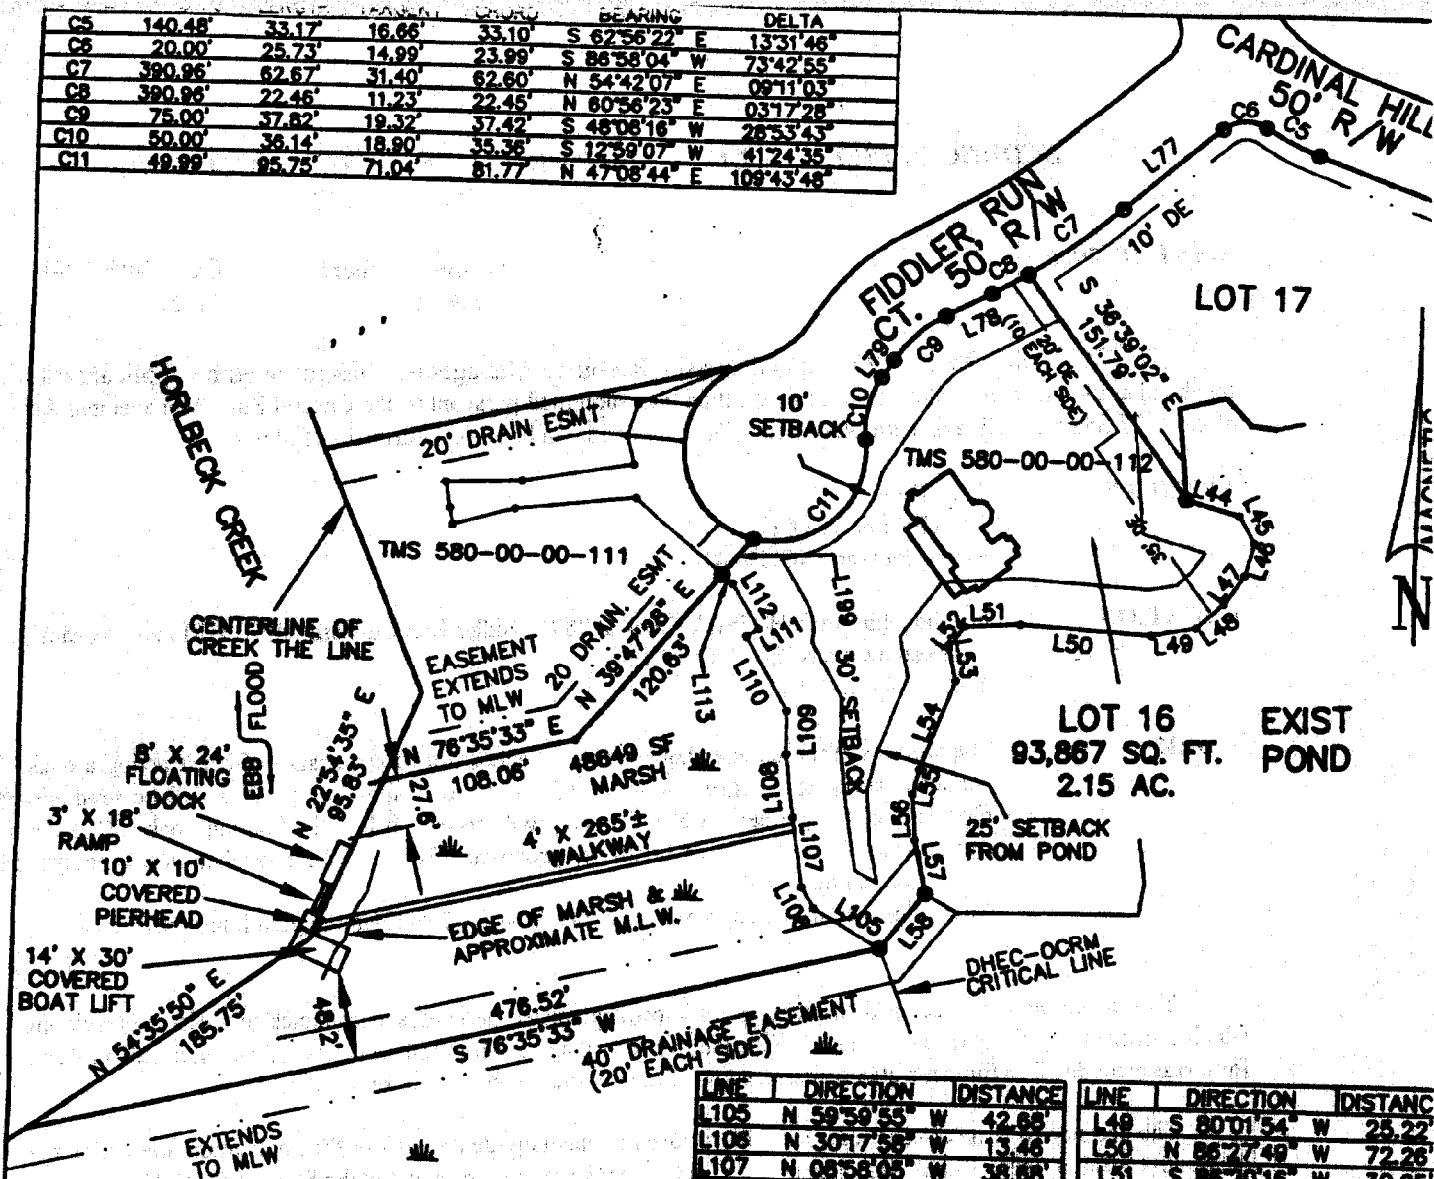 BEARING DELTA
C5 140.48' 33.17' 16.66' 33.10' S 62°56'22" E 13°31'46"
C6 20.00' 25.73' 14.99' 23.99' S 86°58'04" W 73°42'55"
C7 390.96' 62.67' 31.40' 62.60' N 54°42'07" E 09°11'03"
C8 390.96' 22.46' 11.23' 22.45' N 60°56'23" E 03°17'28"
C9 75.00' 37.82' 19.32' 37.42' S 48°08'16" W 28°53'43"
C10 50.00' 36.14' 18.90' 35.36' S 12°59'07" W 41°24'35"
C11 49.99' 95.75' 71.04' 81.77' N 47°08'44" E 109°43'48"
CARDINAL HILL
50' R/W
C6
C5
L77
10' DE
FIDDLER RUN
CT. 50' R/W
C7
C8
L78
C9
L79
C10
C11
LOT 17
S 36°39'02" E
151.79'
20' DE
(10' EACH SIDE)
10'
SETBACK
TMS 580-00-00-112
HORLBECK CREEK
20' DRAIN ESMT
TMS 580-00-00-111
20 DRAIN. ESMT
N 39°47'28" E
120.63'
CENTERLINE OF
CREEK THE LINE
EASEMENT
EXTENDS
TO MLW
FLOOD
EBB
N 22°54'35" E
95.83'
N 76°35'33" E
108.06'
27.6'
48649 SF
MARSH
8' X 24'
FLOATING
DOCK
3' X 18'
RAMP
10' X 10'
COVERED
PIERHEAD
14' X 30'
COVERED
BOAT LIFT
4' X 265'±
WALKWAY
EDGE OF MARSH &
APPROXIMATE M.L.W.
N 54°35'50" E
185.75'
48.2'
476.52'
S 76°35'33" W
40' DRAINAGE EASEMENT
(20' EACH SIDE)
EXTENDS
TO MLW
L113
L112
L111
L110
L109
L108
L107
L106
L105
L199
30' SETBACK
L44
L45
L46
L47
L48
L49
L50
L51
L52
L53
L54
L55
L56
L57
L58
35'
LOT 16
93,867 SQ. FT.
2.15 AC.
EXIST
POND
25' SETBACK
FROM POND
DHEC-OCRM
CRITICAL LINE
N
LINE DIRECTION DISTANCE
L105 N 59°59'55" W 42.68'
L106 N 30°17'58" W 13.46'
L107 N 08°58'05" W 38.88'
LINE DIRECTION DISTANC
L49 S 80°01'54" W 25.22'
L50 N 86°27'49" W 72.26'
L51